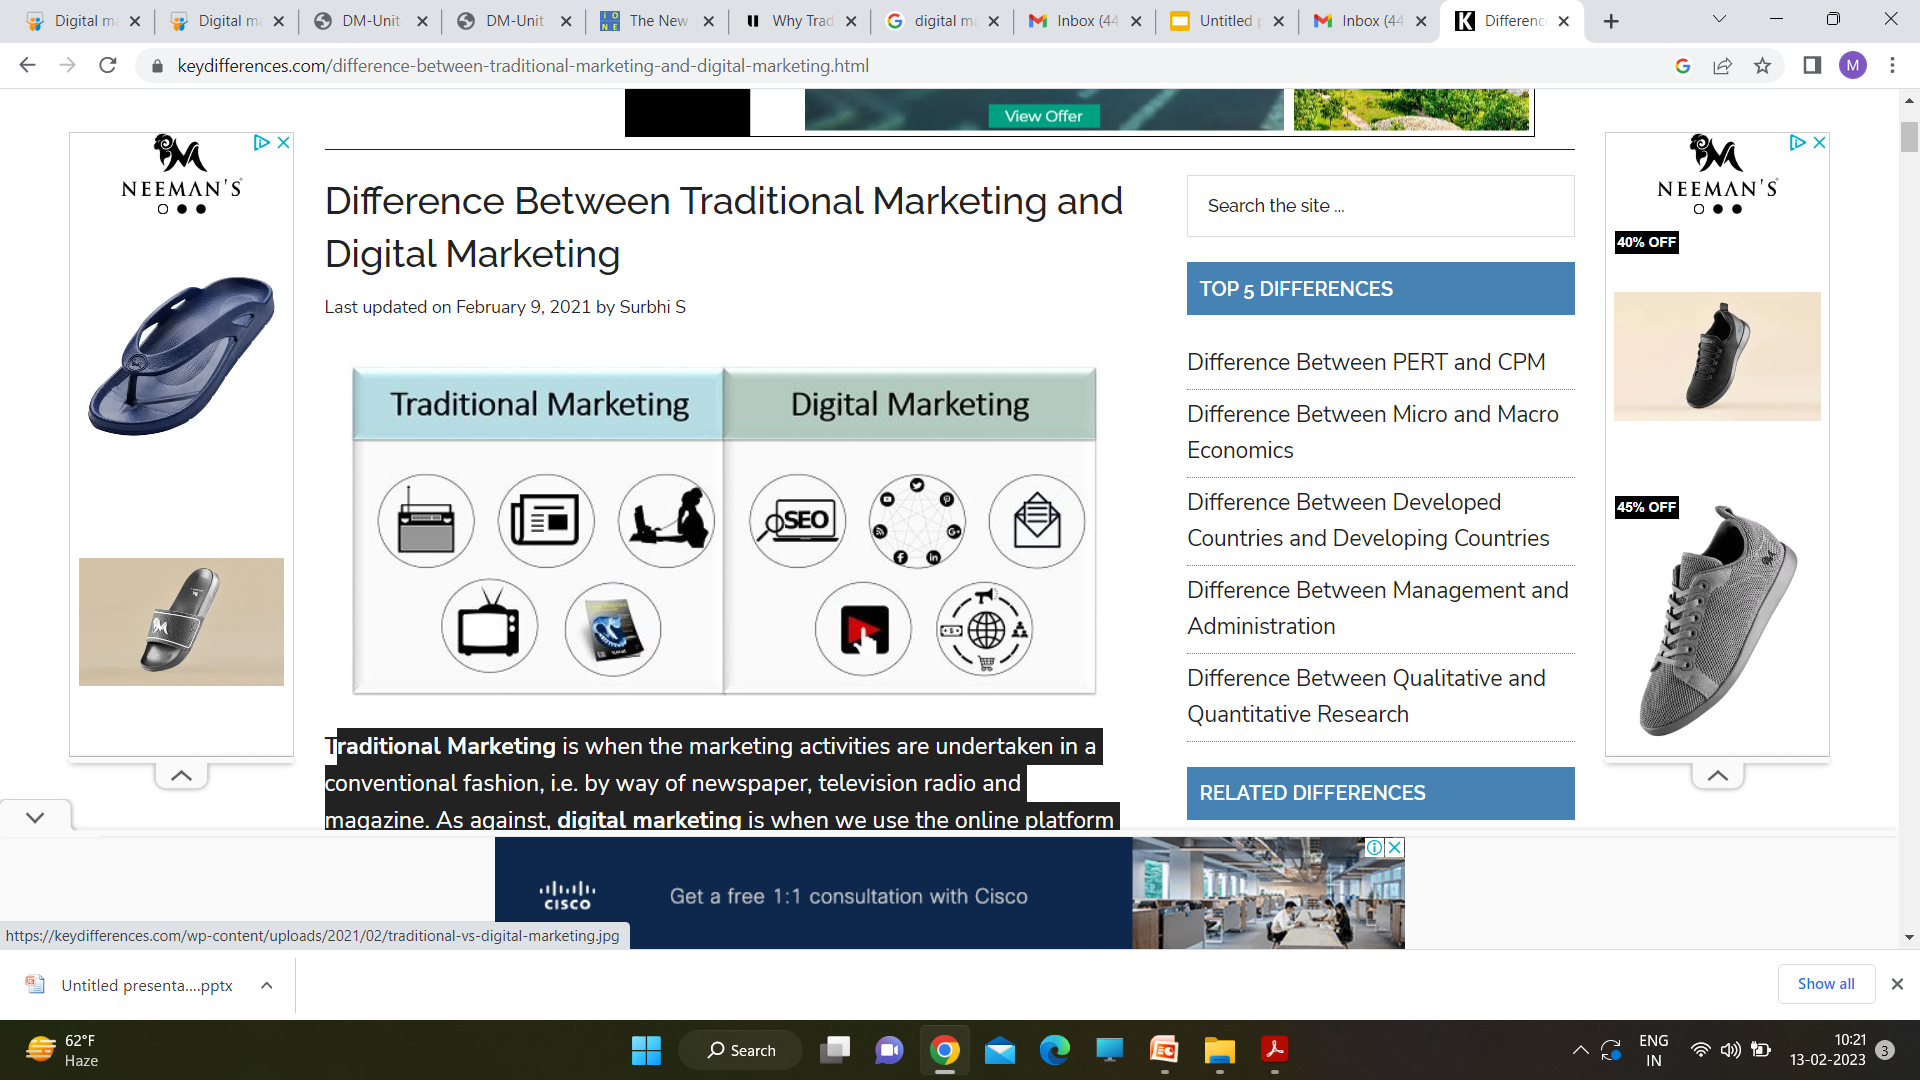 Digital ma
Digital ma
DM-Unit
DM-Unit
The New
Why Trad
digital ma
Inbox (44
Untitled p
Inbox (44
Differenc
keydifferences.com/difference-between-traditional-marketing-and-digital-marketing.html
M
View Offer
NEEMAN'S
Difference Between Traditional Marketing and
Digital Marketing
Last updated on February 9, 2021 by Surbhi S
Traditional Marketing
Digital Marketing
SEO
Traditional Marketing is when the marketing activities are undertaken in a
conventional fashion, i.e. by way of newspaper, television radio and
magazine. As against, digital marketing is when we use the online platform
Search the site ...
TOP 5 DIFFERENCES
Difference Between PERT and CPM
Difference Between Micro and Macro
Economics
Difference Between Developed
Countries and Developing Countries
Difference Between Management and
Administration
Difference Between Qualitative and
Quantitative Research
RELATED DIFFERENCES
NEEMAN'S
40% OFF
45% OFF
CISCO
Get a free 1:1 consultation with Cisco
https://keydifferences.com/wp-content/uploads/2021/02/traditional-vs-digital-marketing.jpg
Untitled presenta....pptx
Show all
62°F
Haze
Search
ENG
IN
10:21
13-02-2023
3